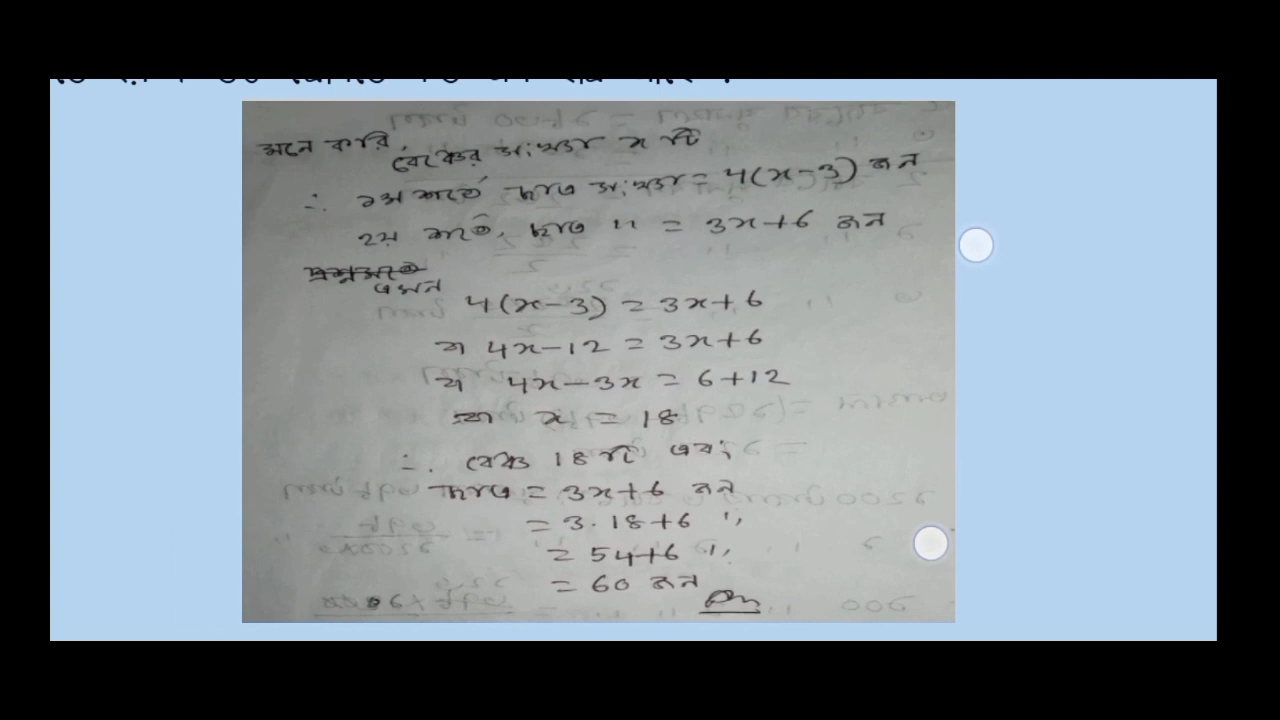 মনে করি, বেঞ্চের সংখ্যা x টি
∴ ১ম শর্তে ছাত্র সংখ্যা = 4(x-3) জন
২য় শর্তে, ছাত্র " = 3x+6 জন
প্রশ্নমতে
এখন
4(x-3) = 3x+6
বা 4x-12 = 3x+6
বা 4x-3x = 6+12
বা x = 18
∴. বেঞ্চ 18 টি এবং
ছাত্র = 3x+6 জন
= 3.18+6 "
= 54+6 "
= 60 জন